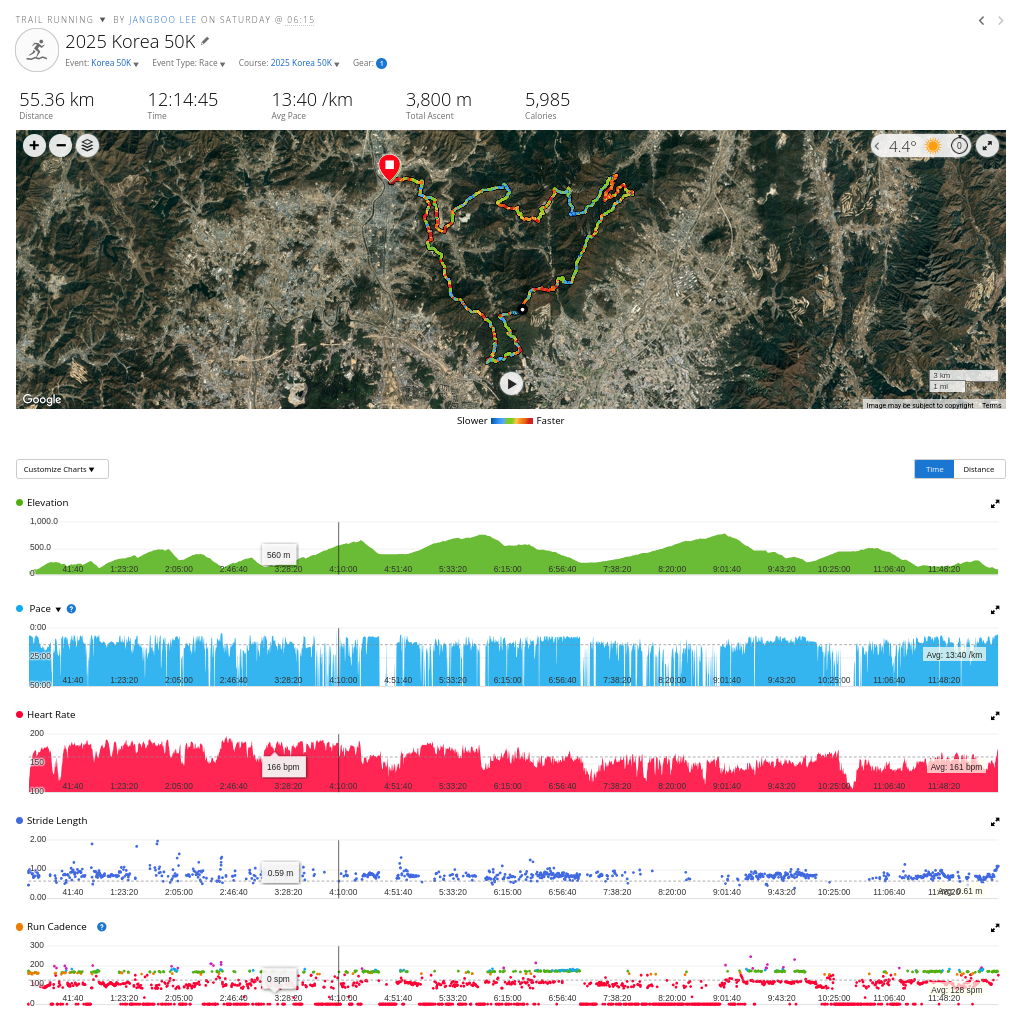 TRAIL RUNNING ▼ BY JANGBOO LEE ON SATURDAY @ 06:15
2025 Korea 50K
Event: Korea 50K ▼ Event Type: Race ▼ Course: 2025 Korea 50K ▼ Gear: 1
55.36 km 12:14:45 13:40 /km 3,800 m 5,985
Distance Time Avg Pace Total Ascent Calories
4.4° 0
3 km
1 mi
Google
Image may be subject to copyright Terms
Slower Faster
Customize Charts ▼ Time Distance
Elevation
1,000.0
500.0
560 m
0
41:40 1:23:20 2:05:00 2:46:40 3:28:20 4:10:00 4:51:40 5:33:20 6:15:00 6:56:40 7:38:20 8:20:00 9:01:40 9:43:20 10:25:00 11:06:40 11:48:20
Pace ▼ ?
0:00
25:00
Avg: 13:40 /km
50:00
41:40 1:23:20 2:05:00 2:46:40 3:28:20 4:10:00 4:51:40 5:33:20 6:15:00 6:56:40 7:38:20 8:20:00 9:01:40 9:43:20 10:25:00 11:06:40 11:48:20
Heart Rate
200
150
166 bpm
Avg: 161 bpm
100
41:40 1:23:20 2:05:00 2:46:40 3:28:20 4:10:00 4:51:40 5:33:20 6:15:00 6:56:40 7:38:20 8:20:00 9:01:40 9:43:20 10:25:00 11:06:40 11:48:20
Stride Length
2.00
1.00
0.59 m
41:40 1:23:20 2:05:00 2:46:40 3:28:20 4:10:00 4:51:40 5:33:20 6:15:00 6:56:40 7:38:20 8:20:00 9:01:40 9:43:20 10:25:00 11:06:40 11:48:20
Avg: 0.61 m
0.00
Run Cadence ?
300
200
100
0 spm
Avg: 128 spm
41:40 1:23:20 2:05:00 2:46:40 3:28:20 4:10:00 4:51:40 5:33:20 6:15:00 6:56:40 7:38:20 8:20:00 9:01:40 9:43:20 10:25:00 11:06:40 11:48:20
0